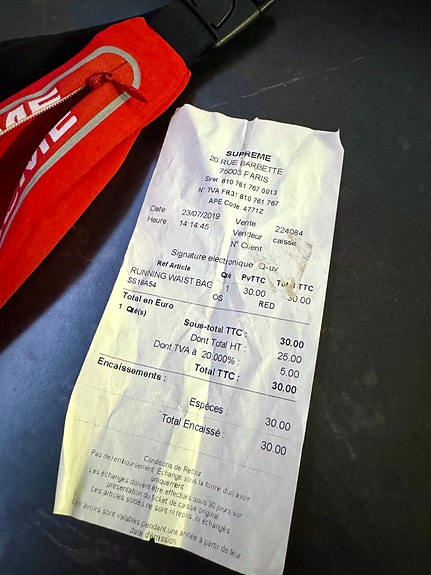 EME
EME
SUPREME
20 RUE BARBETTE
75003 PARIS
Siret 810 761 767 0013
N° TVA FR31 810 761 767
APE Code. 4771Z
Date 23/07/2019 Vente 224084
Heure 14:14:45 Vendeur caisse
N° Client
Signature electronique Q-uv
Réf Article Qté PvTTC Total TTC
RUNNING WAIST BAG 1 30.00 30.00
SS18A54 OS RED
Total en Euro
1 Qté(s)
Sous-total TTC : 30.00
Dont Total HT : 25.00
Dont TVA à 20.000% : 5.00
Total TTC : 30.00
Encaissements :
Espèces : 30.00
Total Encaissé : 30.00
Conditions de Retour
Pas de remboursement Echange sous la forme d'un avoir
uniquement
Les échanges doivent être effectués sous 30 jours sur
présentation du ticket de caisse original
Les articles soldés ne sont ni repris, ni échangés
Les avoirs sont valables pendant une année à partir de leur
date d'émission